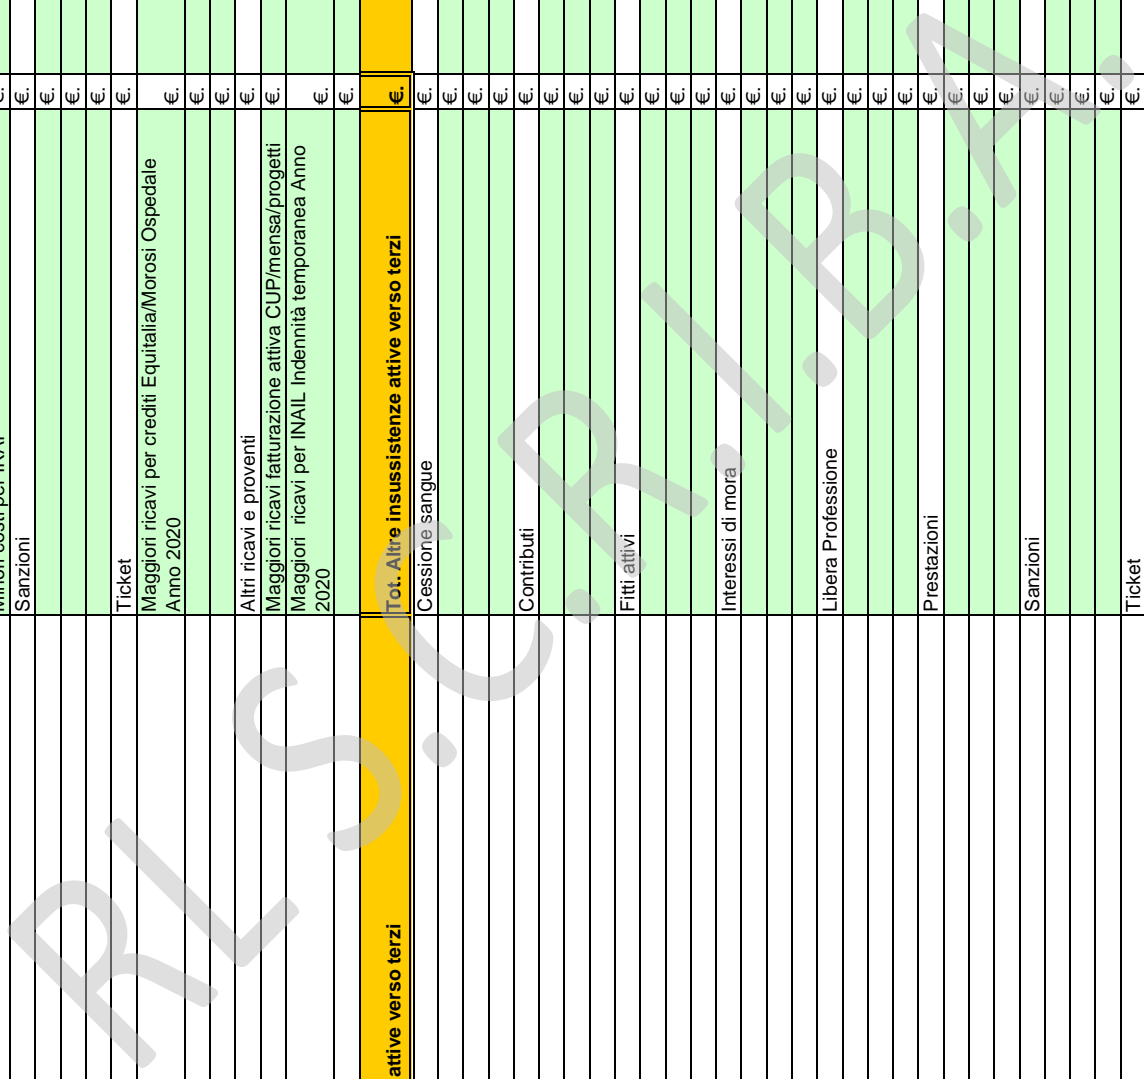 Sanzioni €.
€.
€.
€.
Ticket €.
Maggiori ricavi per crediti Equitalia/Morosi Ospedale
Anno 2020 €.
€.
€.
Altri ricavi e proventi €.
Maggiori ricavi fatturazione attiva CUP/mensa/progetti €.
Maggiori ricavi per INAIL Indennità temporanea Anno
2020 €.
€.
attive verso terzi Tot. Altre insussistenze attive verso terzi €.
Cessione sangue €.
€.
€.
€.
Contributi €.
€.
€.
€.
Fitti attivi €.
€.
€.
€.
Interessi di mora €.
€.
€.
€.
Libera Professione €.
€.
€.
€.
Prestazioni €.
€.
€.
€.
Sanzioni €.
€.
€.
€.
Ticket €.
RL S.C.R.I.B.A.